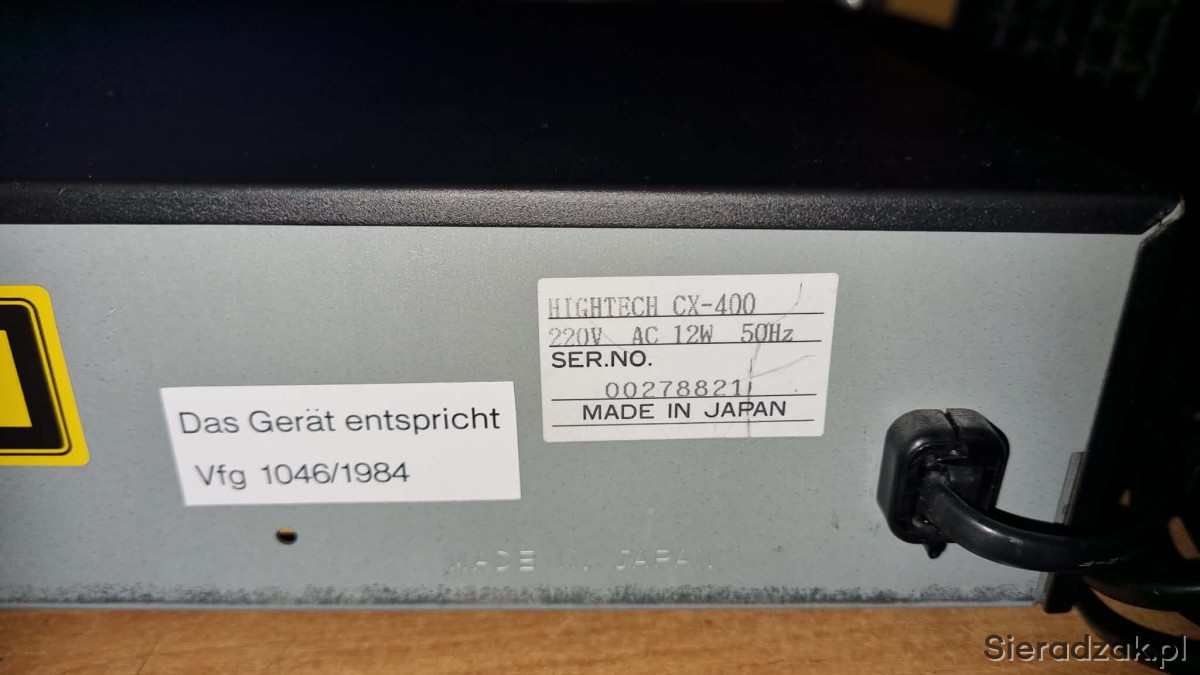 HIGHTECH CX-400
220V AC 12W 50Hz
SER.NO.
00278821
MADE IN JAPAN
Das Gerät entspricht
Vfg 1046/1984
MADE IN JAPAN
Sieradzak.pl